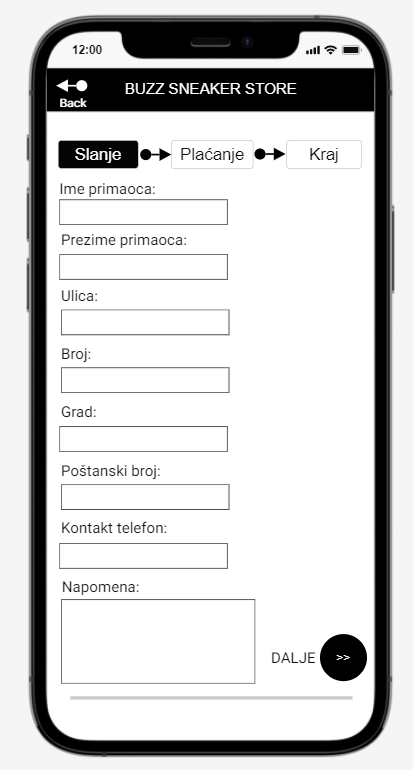 12:00
BUZZ SNEAKER STORE
Back
Slanje
Plaćanje
Kraj
Ime primaoca:
Prezime primaoca:
Ulica:
Broj:
Grad:
Poštanski broj:
Kontakt telefon:
Napomena:
DALJE >>